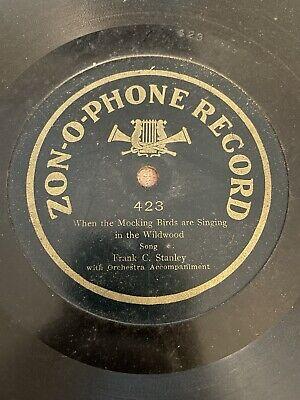 423
ZON-O-PHONE RECORD
423
When the Mocking Birds are Singing
in the Wildwood
Song
Frank C. Stanley
with Orchestra Accompaniment